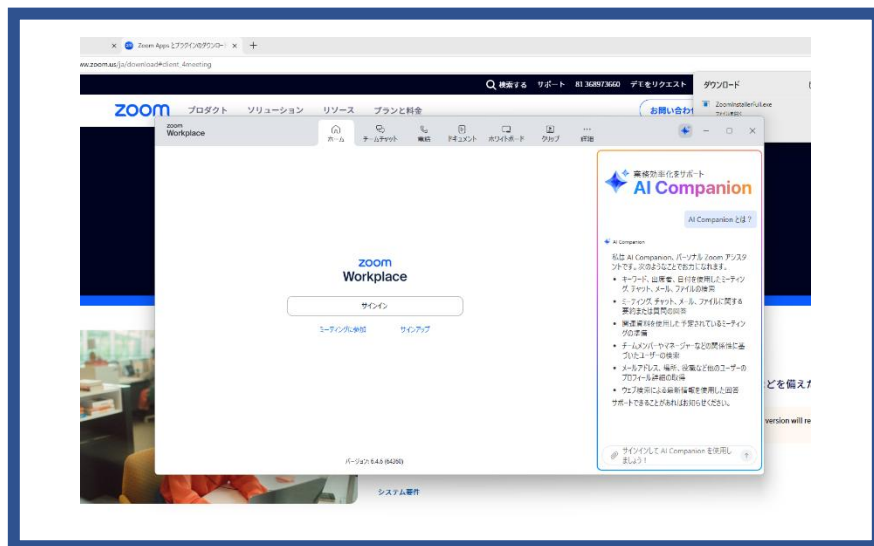 Zoom Apps とプラグインのダウンロード
zoom.us/ja/download#client_4meeting
検索する サポート 81 368973660 デモをリクエスト
ダウンロード
ZoomInstallerFull.exe
zoom プロダクト ソリューション リソース プランと料金
お問い合わ
zoom
Workplace
ホーム チームチャット 電話 ドキュメント ホワイトボード クリップ 詳細
業務効率化をサポート
AI Companion
AI Companion とは？
AI Companion
私は AI Companion、パーソナル Zoom アシスタ
ントです。次のようなことでお力になれます。
• キーワード、出席者、日付を使用したミーティン
グ、チャット、メール、ファイルの検索
• ミーティング、チャット、メール、ファイルに関する
要約または質問の回答
• 関連資料を使用した予定されているミーティン
グの準備
• チームメンバーやマネージャーなどの関係性に基
づいたユーザーの検索
• メールアドレス、場所、役職など他のユーザーの
プロフィール詳細の取得
• ウェブ検索による最新情報を使用した回答
サポートできることがあればお知らせください。
サインインして AI Companion を使用し
ましょう！
zoom
Workplace
サインイン
ミーティングに参加 サインアップ
バージョン: 6.4.6 (64360)
どを備えた
version will re
システム要件